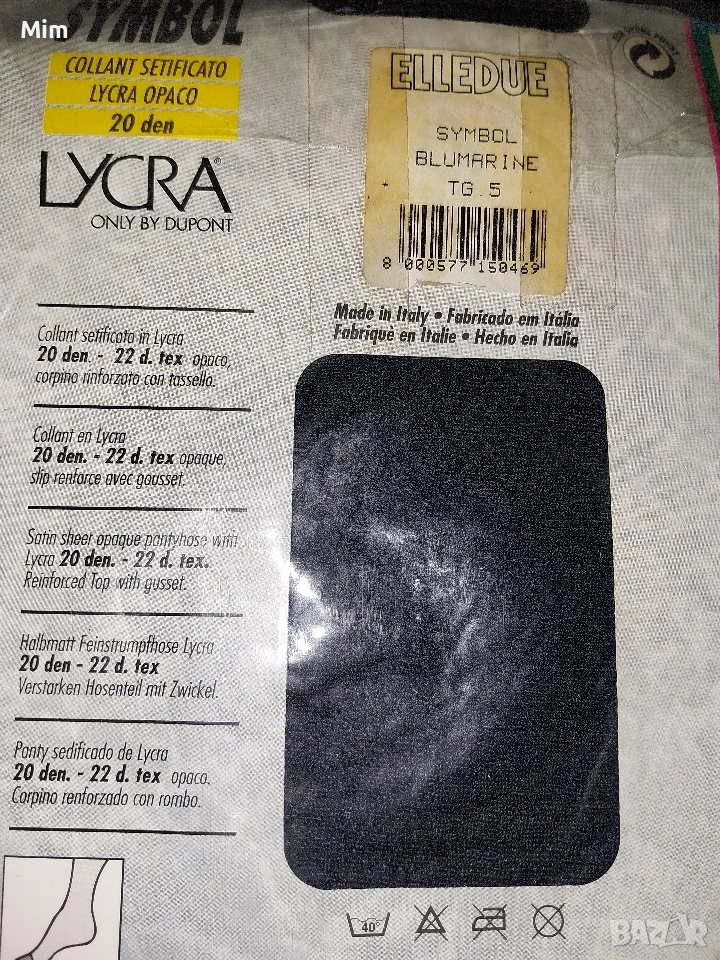 Mim
SYMBOL
COLLANT SETIFICATO
LYCRA OPACO
20 den
LYCRA®
ONLY BY DUPONT
ELLEDUE
SYMBOL
BLUMARINE
TG.5
8 000577 150469
Made in Italy • Fabricado em Itália
Fabriqué en Italie • Hecho en Italia
Collant setificato in Lycra
20 den. - 22 d. tex opaco,
corpino rinforzato con tassello.
Collant en Lycra
20 den. - 22 d. tex opaque,
slip renforce avec gousset.
Satin sheer opaque pantyhose with
Lycra 20 den. - 22 d. tex.
Reinforced Top with gusset.
Halbmatt Feinstrumpfhose Lycra
20 den - 22 d. tex
Verstarken Hosenteil mit Zwickel.
Panty sedificado de Lycra
20 den. - 22 d. tex opaco.
Corpino renforzado con rombo.
40°
BAZAR